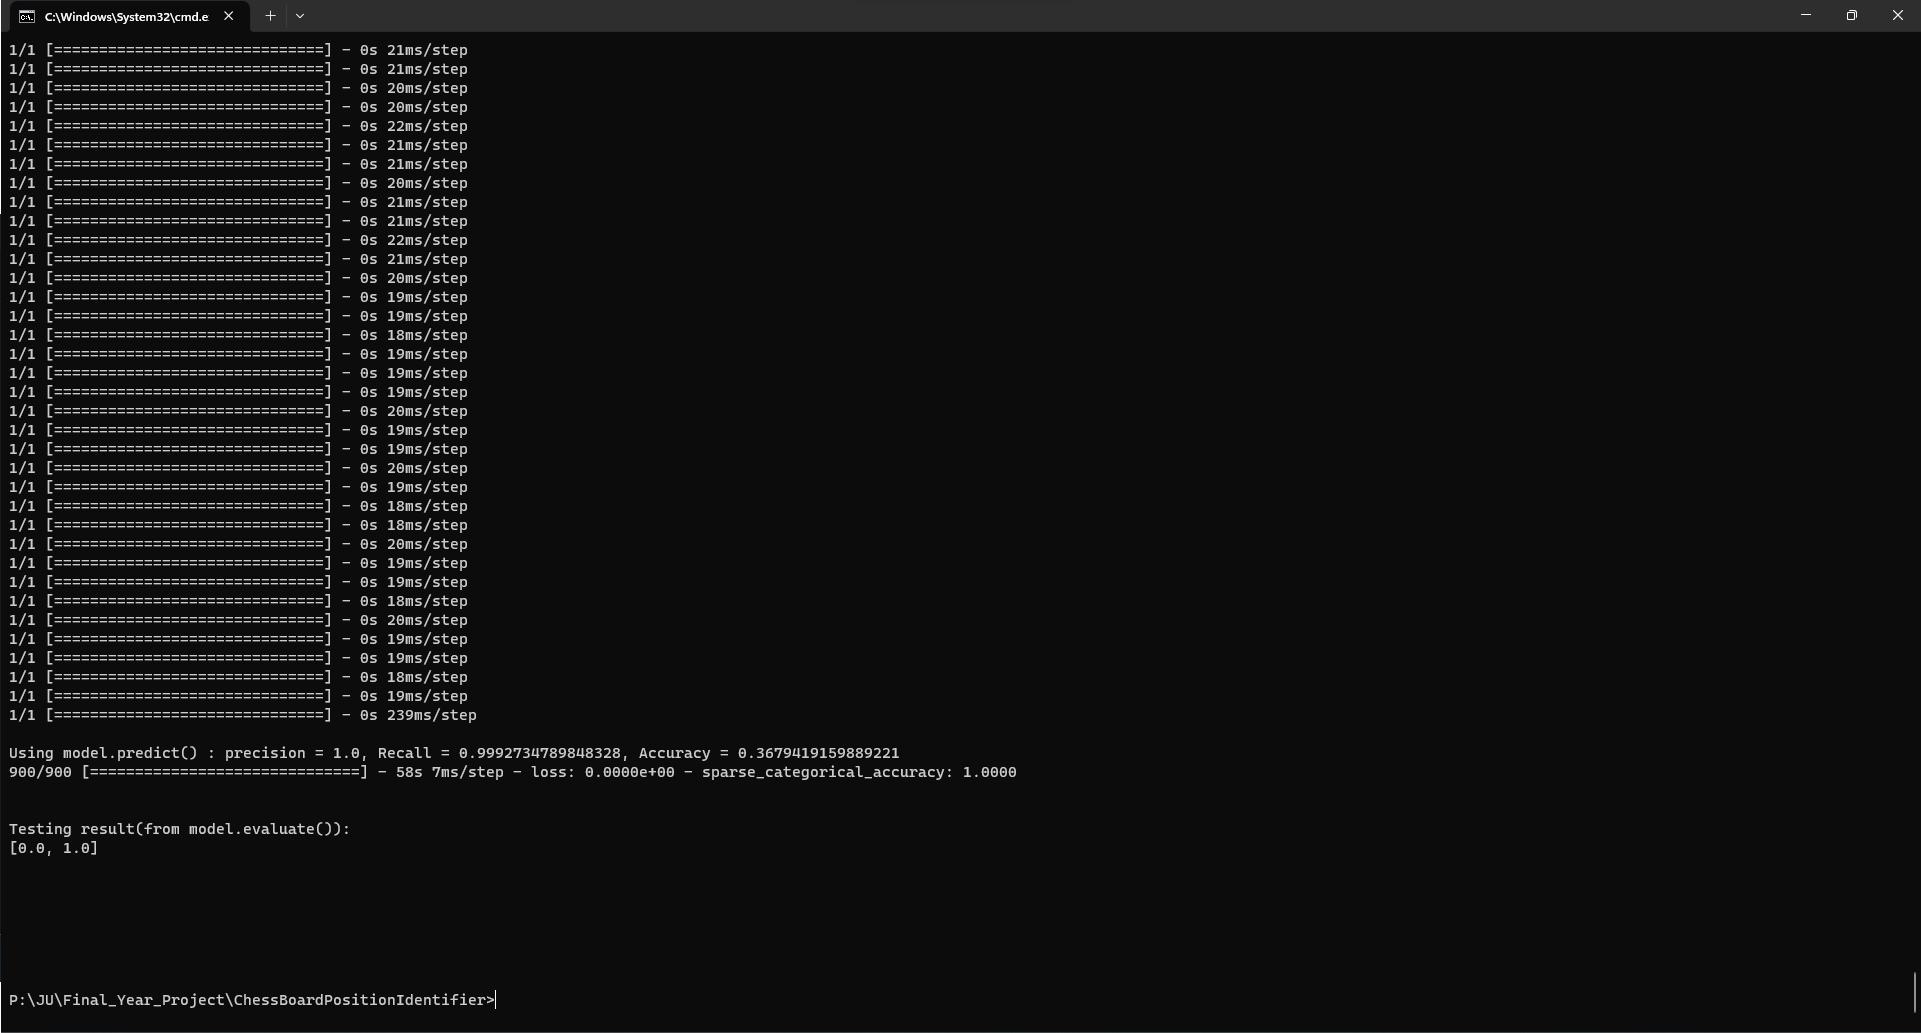 C:\Windows\System32\cmd.e
1/1 [==============================] - 0s 21ms/step
1/1 [==============================] - 0s 21ms/step
1/1 [==============================] - 0s 20ms/step
1/1 [==============================] - 0s 20ms/step
1/1 [==============================] - 0s 22ms/step
1/1 [==============================] - 0s 21ms/step
1/1 [==============================] - 0s 21ms/step
1/1 [==============================] - 0s 20ms/step
1/1 [==============================] - 0s 21ms/step
1/1 [==============================] - 0s 21ms/step
1/1 [==============================] - 0s 22ms/step
1/1 [==============================] - 0s 21ms/step
1/1 [==============================] - 0s 20ms/step
1/1 [==============================] - 0s 19ms/step
1/1 [==============================] - 0s 19ms/step
1/1 [==============================] - 0s 18ms/step
1/1 [==============================] - 0s 19ms/step
1/1 [==============================] - 0s 19ms/step
1/1 [==============================] - 0s 19ms/step
1/1 [==============================] - 0s 20ms/step
1/1 [==============================] - 0s 19ms/step
1/1 [==============================] - 0s 19ms/step
1/1 [==============================] - 0s 20ms/step
1/1 [==============================] - 0s 19ms/step
1/1 [==============================] - 0s 18ms/step
1/1 [==============================] - 0s 18ms/step
1/1 [==============================] - 0s 20ms/step
1/1 [==============================] - 0s 19ms/step
1/1 [==============================] - 0s 19ms/step
1/1 [==============================] - 0s 18ms/step
1/1 [==============================] - 0s 20ms/step
1/1 [==============================] - 0s 19ms/step
1/1 [==============================] - 0s 19ms/step
1/1 [==============================] - 0s 18ms/step
1/1 [==============================] - 0s 19ms/step
1/1 [==============================] - 0s 239ms/step
Using model.predict() : precision = 1.0, Recall = 0.9992734789848328, Accuracy = 0.3679419159889221
900/900 [==============================] - 58s 7ms/step - loss: 0.0000e+00 - sparse_categorical_accuracy: 1.0000
Testing result(from model.evaluate()):
[0.0, 1.0]
P:\JU\Final_Year_Project\ChessBoardPositionIdentifier>